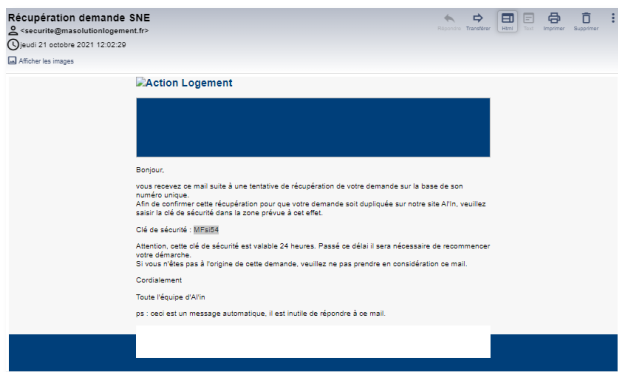 Récupération demande SNE
<securite@masolutionlogement.fr>
jeudi 21 octobre 2021 12:02:29
Répondre Transférer Html Text Imprimer Supprimer
Afficher les images
Action Logement
Bonjour,
vous recevez ce mail suite à une tentative de récupération de votre demande sur la base de son
numéro unique.
Afin de confirmer cette récupération pour que votre demande soit dupliquée sur notre site Al'in, veuillez
saisir la clé de sécurité dans la zone prévue à cet effet.
Clé de sécurité : MFsi54
Attention, cette clé de sécurité est valable 24 heures. Passé ce délai il sera nécessaire de recommencer
votre démarche.
Si vous n'êtes pas à l'origine de cette demande, veuillez ne pas prendre en considération ce mail.
Cordialement
Toute l'équipe d'Al'in
ps : ceci est un message automatique, il est inutile de répondre à ce mail.